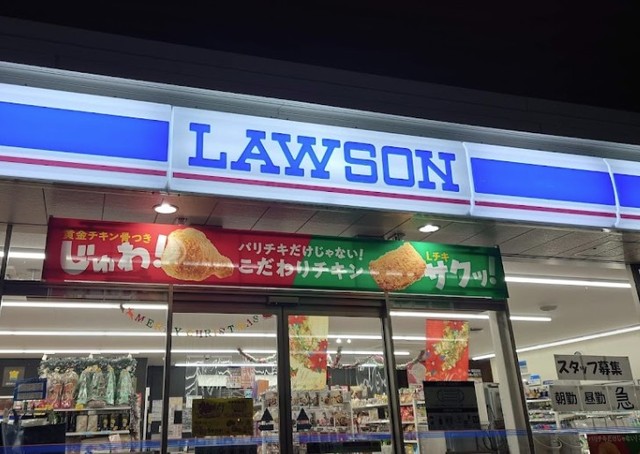 LAWSON
黄金チキン骨つき
じゅわ!
パリチキだけじゃない!
こだわりチキン
Lチキ
サクッ!
MERRY CHRISTMAS
スタッフ募集
朝勤 昼勤 急